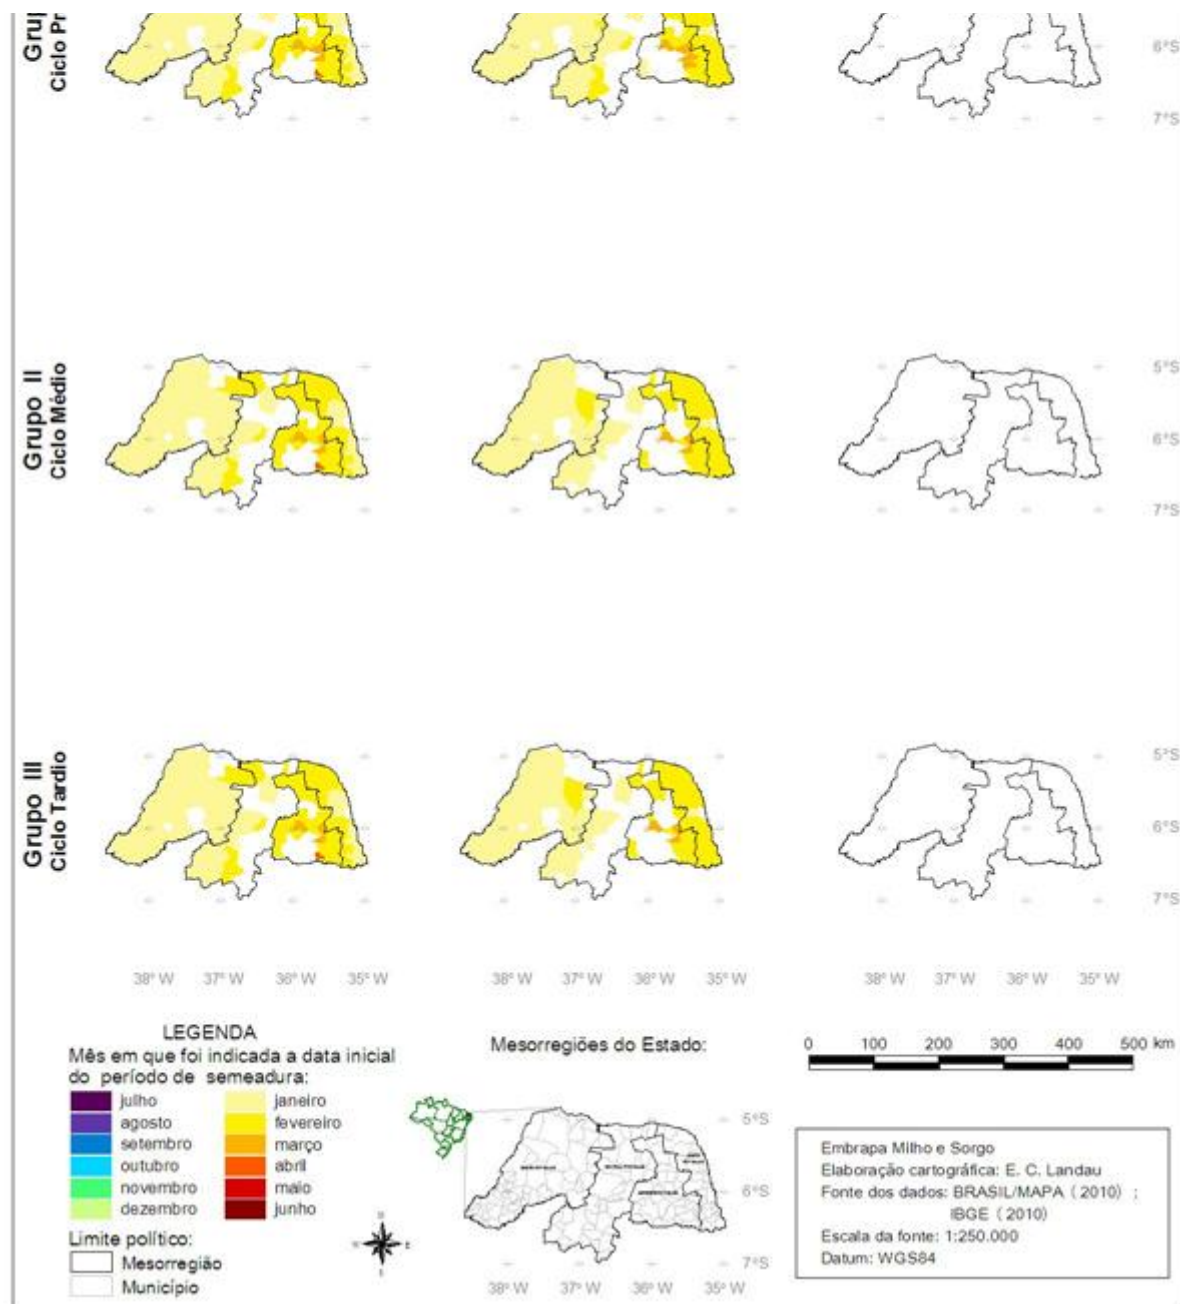 Grup
Ciclo Pr
6°S
7°S
Grupo II
Ciclo Médio
5°S
6°S
7°S
Grupo III
Ciclo Tardio
5°S
6°S
7°S
38° W 37° W 36° W 35° W
38° W 37° W 36° W 35° W
38° W 37° W 36° W 35° W
LEGENDA
Mês em que foi indicada a data inicial
do período de semeadura:
julho
agosto
setembro
outubro
novembro
dezembro
janeiro
fevereiro
março
abril
maio
junho
Limite político:
Mesorregião
Município
Mesorregiões do Estado:
5°S
6°S
7°S
38° W 37° W 36° W 35° W
0 100 200 300 400 500 km
Embrapa Milho e Sorgo
Elaboração cartográfica: E. C. Landau
Fonte dos dados: BRASIL/MAPA ( 2010) ;
IBGE ( 2010)
Escala da fonte: 1:250.000
Datum: WGS84